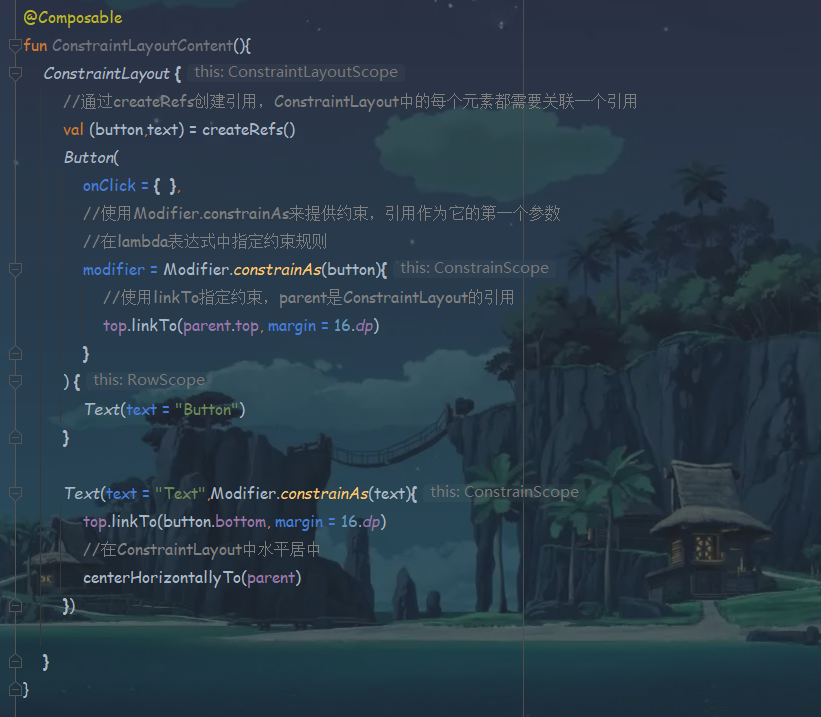 @Composable
fun ConstraintLayoutContent(){
ConstraintLayout { this: ConstraintLayoutScope
//通过createRefs创建引用，ConstraintLayout中的每个元素都需要关联一个引用
val (button,text) = createRefs()
Button(
onClick = { },
//使用Modifier.constrainAs来提供约束，引用作为它的第一个参数
//在lambda表达式中指定约束规则
modifier = Modifier.constrainAs(button){ this: ConstrainScope
//使用linkTo指定约束，parent是ConstraintLayout的引用
top.linkTo(parent.top, margin = 16.dp)
}
) { this: RowScope
Text(text = "Button")
}
Text(text = "Text",Modifier.constrainAs(text){ this: ConstrainScope
top.linkTo(button.bottom, margin = 16.dp)
//在ConstraintLayout中水平居中
centerHorizontallyTo(parent)
})
}
}